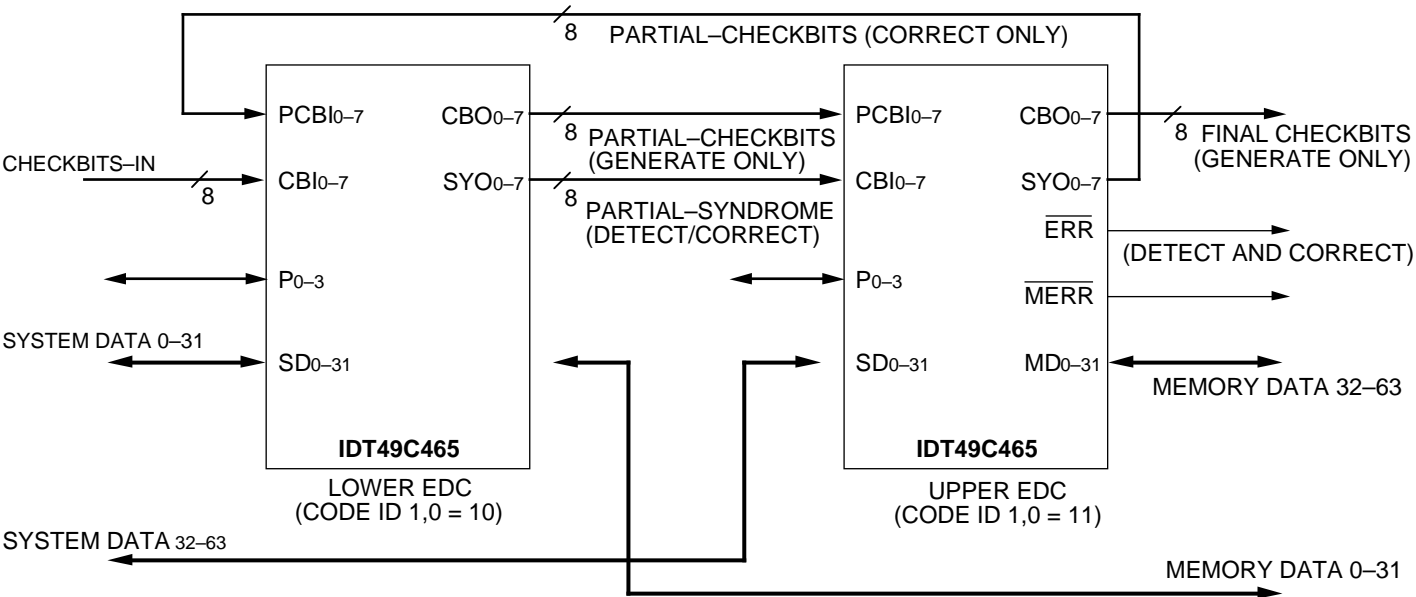 8 PARTIAL–CHECKBITS (CORRECT ONLY)
PCBI0–7 CBO0–7
8 PARTIAL–CHECKBITS
(GENERATE ONLY)
PCBI0–7 CBO0–7
8 FINAL CHECKBITS
(GENERATE ONLY)
CHECKBITS–IN
8
CBI0–7 SYO0–7
8 PARTIAL–SYNDROME
(DETECT/CORRECT)
CBI0–7 SYO0–7
ERR
(DETECT AND CORRECT)
P0–3
P0–3
MERR
SYSTEM DATA 0–31
SD0–31
SD0–31 MD0–31
MEMORY DATA 32–63
IDT49C465
IDT49C465
LOWER EDC
(CODE ID 1,0 = 10)
UPPER EDC
(CODE ID 1,0 = 11)
SYSTEM DATA 32–63
MEMORY DATA 0–31